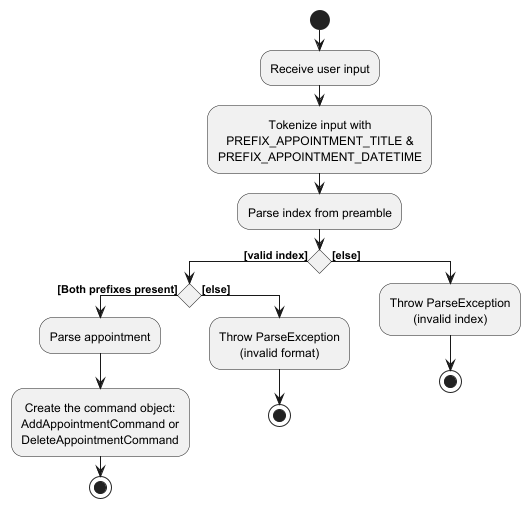 Receive user input
Tokenize input with
PREFIX_APPOINTMENT_TITLE &
PREFIX_APPOINTMENT_DATETIME
Parse index from preamble
[valid index]
[else]
[Both prefixes present]
[else]
Parse appointment
Throw ParseException
(invalid format)
Throw ParseException
(invalid index)
Create the command object:
AddAppointmentCommand or
DeleteAppointmentCommand